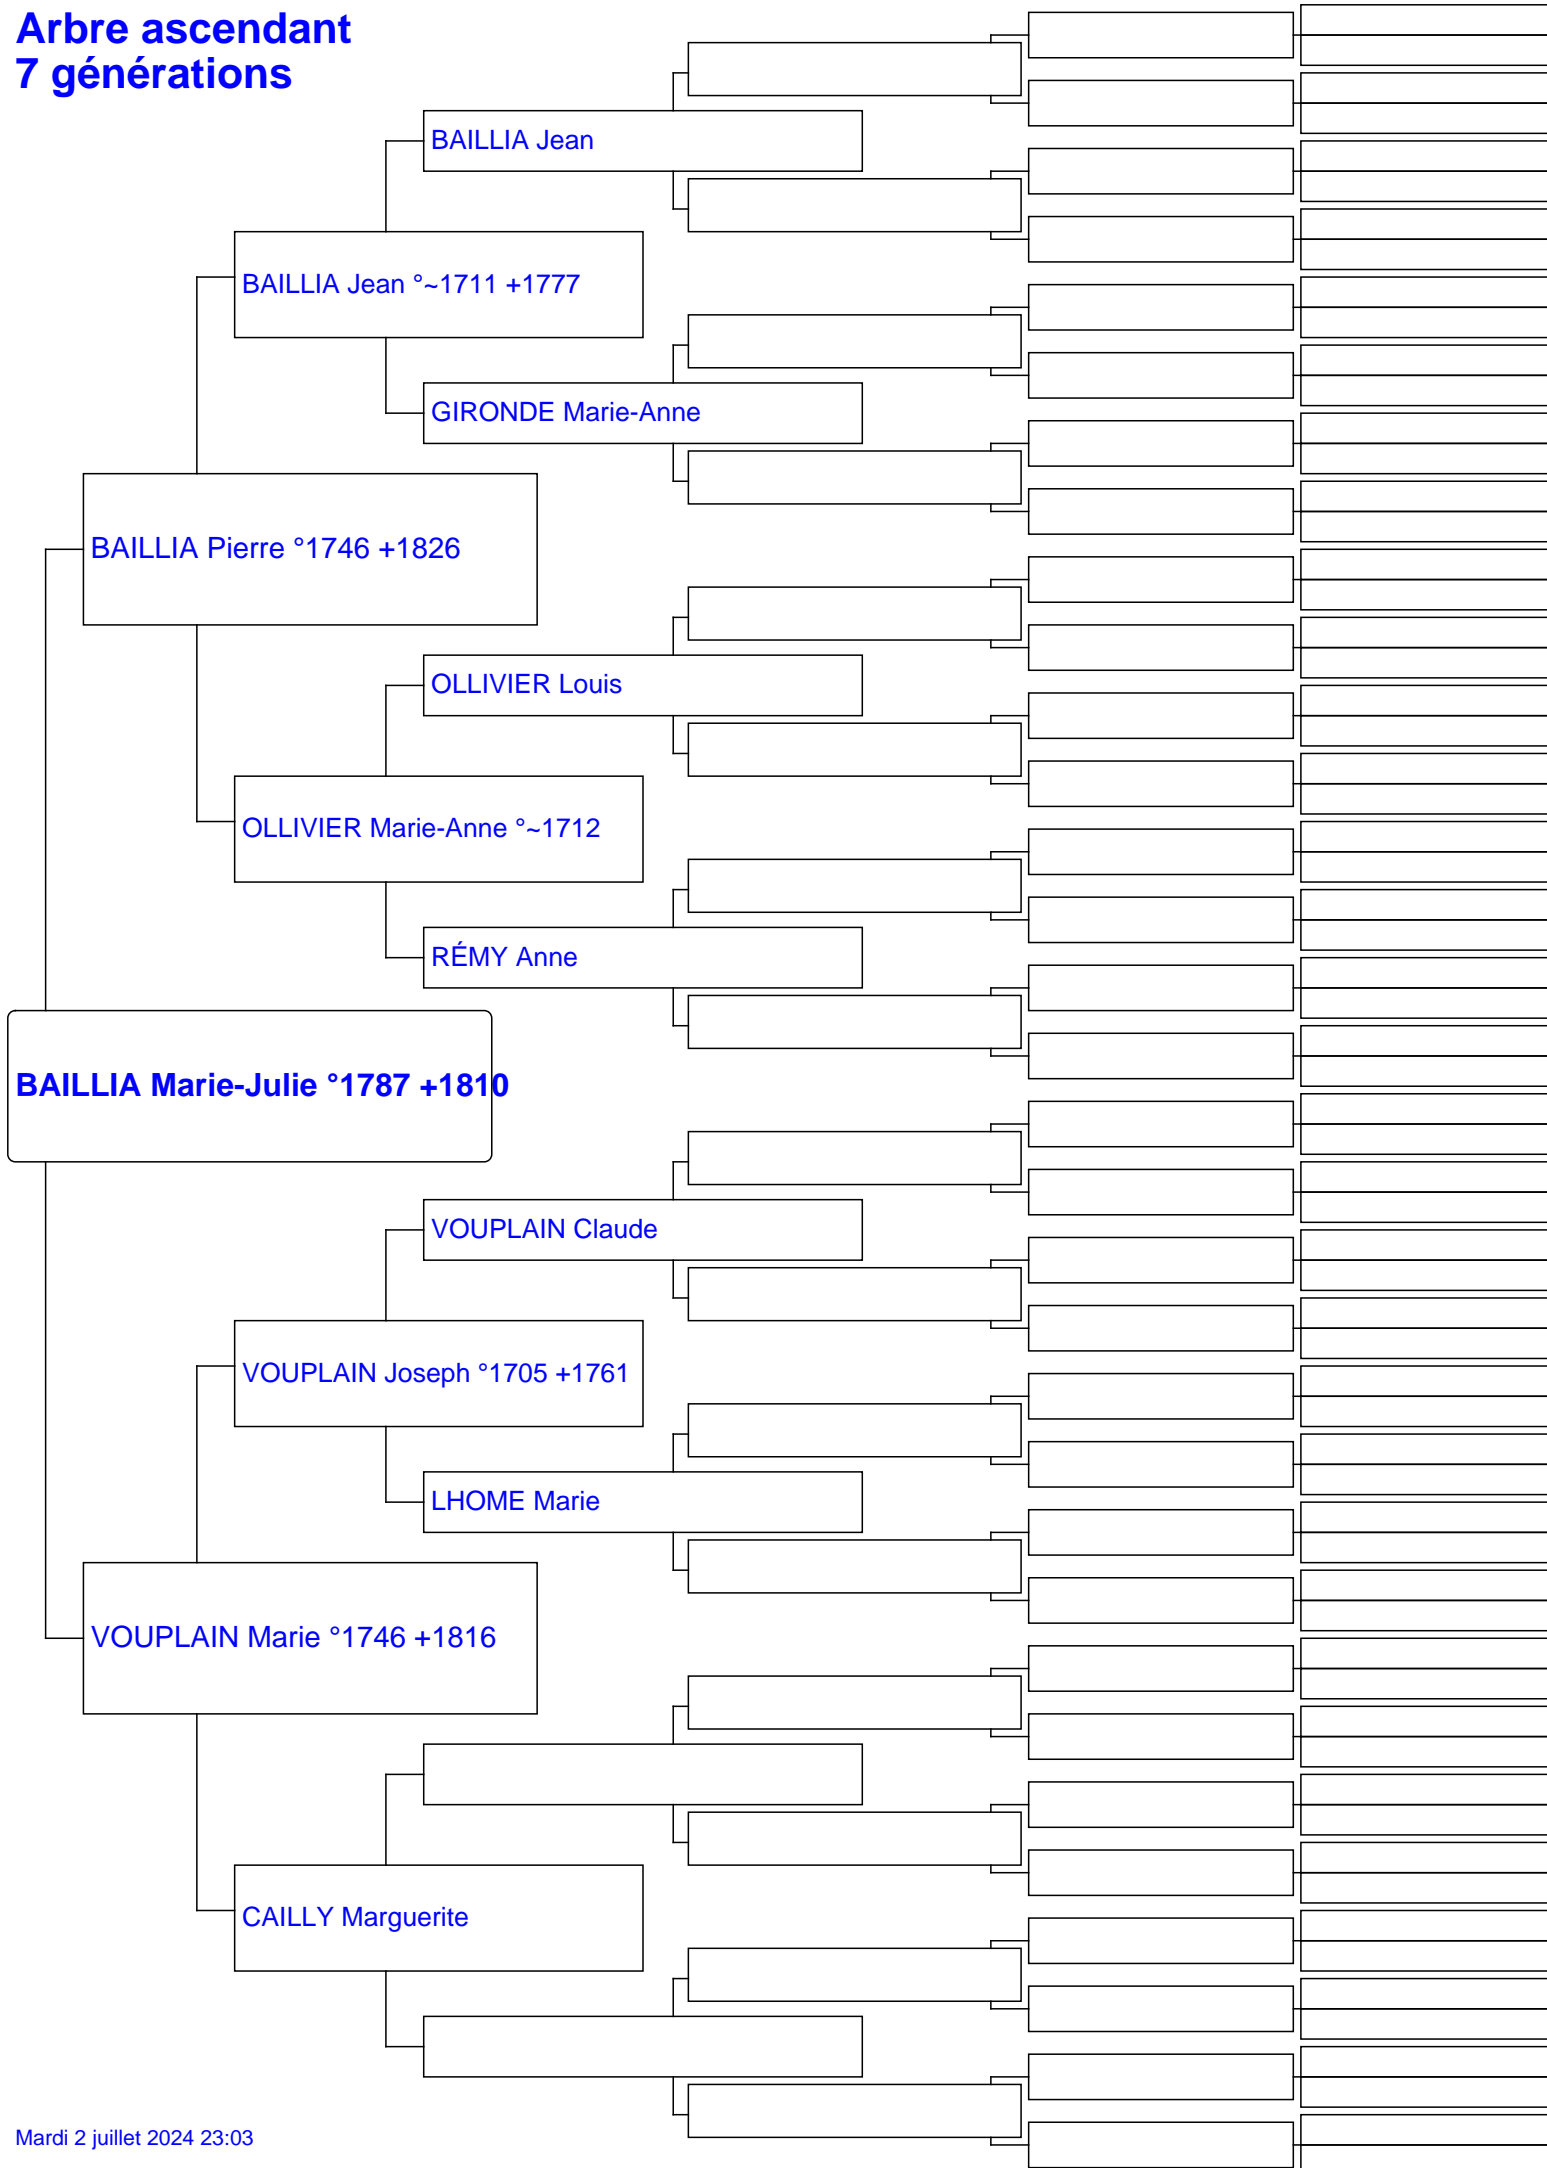 Arbre ascendant
7 générations
BAILLIA Jean
BAILLIA Jean °~1711 +1777
GIRONDE Marie-Anne
BAILLIA Pierre °1746 +1826
OLLIVIER Louis
OLLIVIER Marie-Anne °~1712
RÉMY Anne
BAILLIA Marie-Julie °1787 +1810
VOUPLAIN Claude
VOUPLAIN Joseph °1705 +1761
LHOME Marie
VOUPLAIN Marie °1746 +1816
CAILLY Marguerite
Mardi 2 juillet 2024 23:03